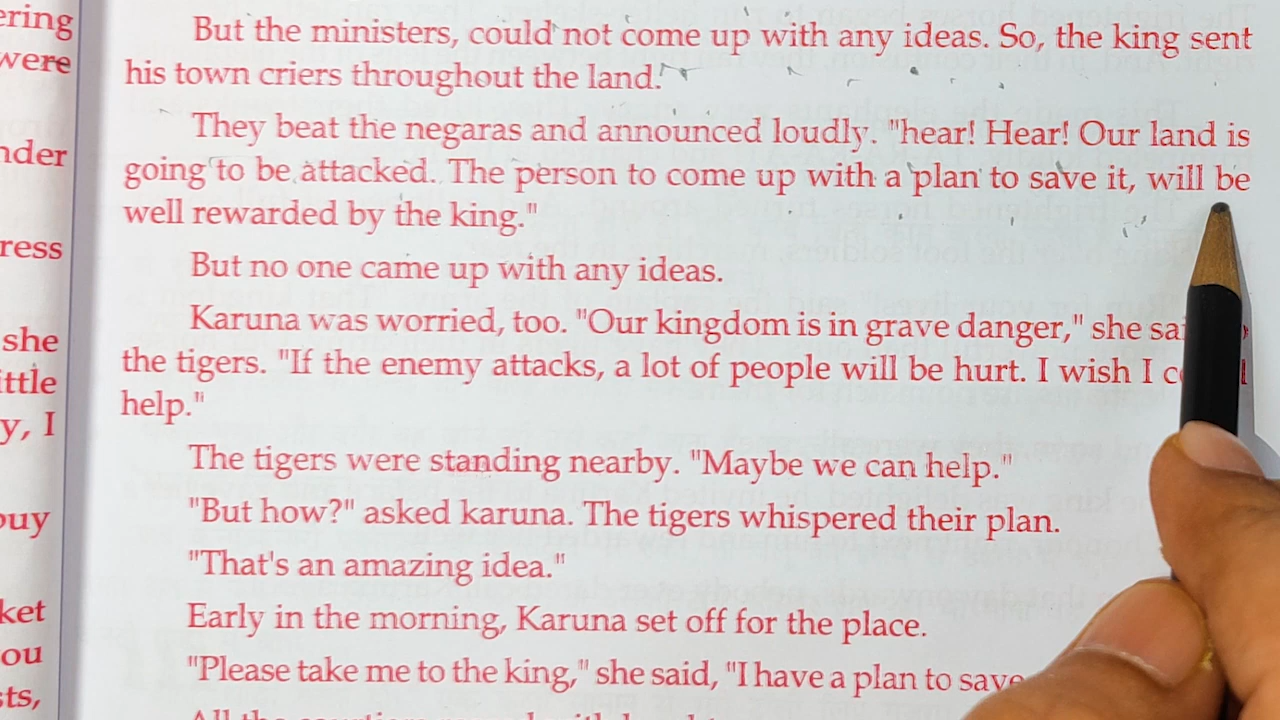 ering
were
nder
ress
she
ittle
y, I
ouy
ket
ou
sts,
But the ministers, could not come up with any ideas. So, the king sent
his town criers throughout the land.
They beat the negaras and announced loudly. "hear! Hear! Our land is
going to be attacked. The person to come up with a plan to save it, will be
well rewarded by the king."
But no one came up with any ideas.
Karuna was worried, too. "Our kingdom is in grave danger," she sai
the tigers. "If the enemy attacks, a lot of people will be hurt. I wish I c
help."
The tigers were standing nearby. "Maybe we can help."
"But how?" asked karuna. The tigers whispered their plan.
"That's an amazing idea."
Early in the morning, Karuna set off for the place.
"Please take me to the king," she said, "I have a plan to save